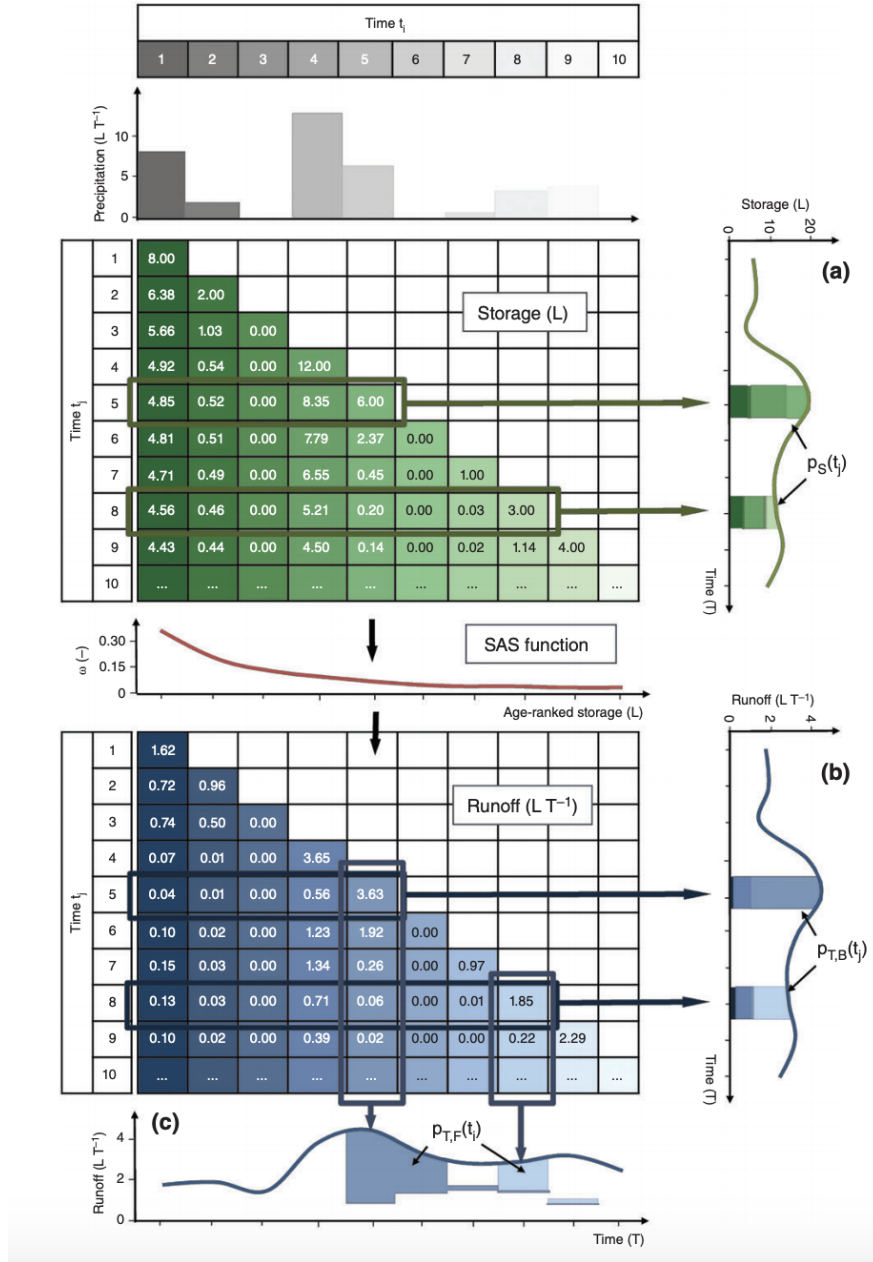 Time tᵢ
1 2 3 4 5 6 7 8 9 10
Precipitation (L T⁻¹)
10
5
0
Storage (L)
0 10 20
(a)
Time tⱼ
Storage (L)
1 8.00
2 6.38 2.00
3 5.66 1.03 0.00
4 4.92 0.54 0.00 12.00
5 4.85 0.52 0.00 8.35 6.00
6 4.81 0.51 0.00 7.79 2.37 0.00
7 4.71 0.49 0.00 6.55 0.45 0.00 1.00
8 4.56 0.46 0.00 5.21 0.20 0.00 0.03 3.00
9 4.43 0.44 0.00 4.50 0.14 0.00 0.02 1.14 4.00
10 ... ... ... ... ... ... ... ... ... ...
pS(tⱼ)
Time (T)
ω (–)
0.30
0.15
0
SAS function
Age-ranked storage (L)
Runoff (L T⁻¹)
0 2 4
(b)
Time tⱼ
Runoff (L T⁻¹)
1 1.62
2 0.72 0.96
3 0.74 0.50 0.00
4 0.07 0.01 0.00 3.65
5 0.04 0.01 0.00 0.56 3.63
6 0.10 0.02 0.00 1.23 1.92 0.00
7 0.15 0.03 0.00 1.34 0.26 0.00 0.97
8 0.13 0.03 0.00 0.71 0.06 0.00 0.01 1.85
9 0.10 0.02 0.00 0.39 0.02 0.00 0.00 0.22 2.29
10 ... ... ... ... ... ... ... ... ... ...
pT,B(tⱼ)
Time (T)
(c)
Runoff (L T⁻¹)
4
2
0
pT,F(tᵢ)
Time (T)